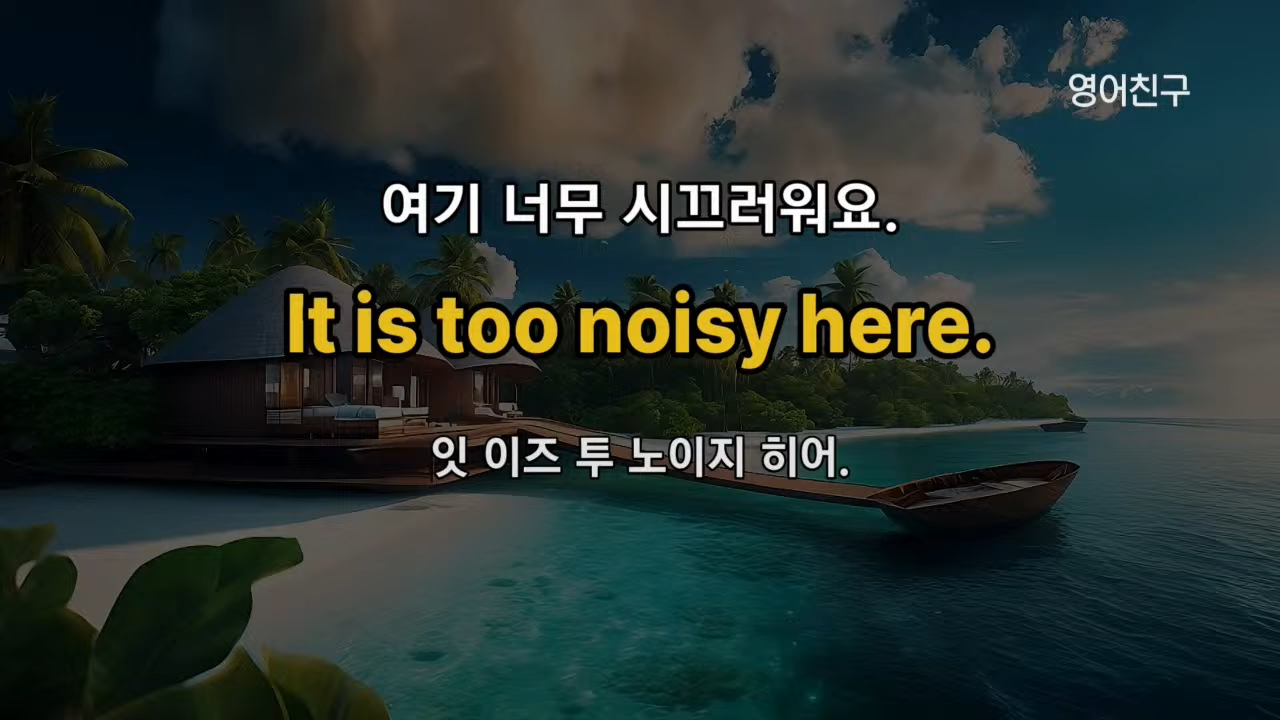 영어친구
여기 너무 시끄러워요.
It is too noisy here.
잇 이즈 투 노이지 히어.